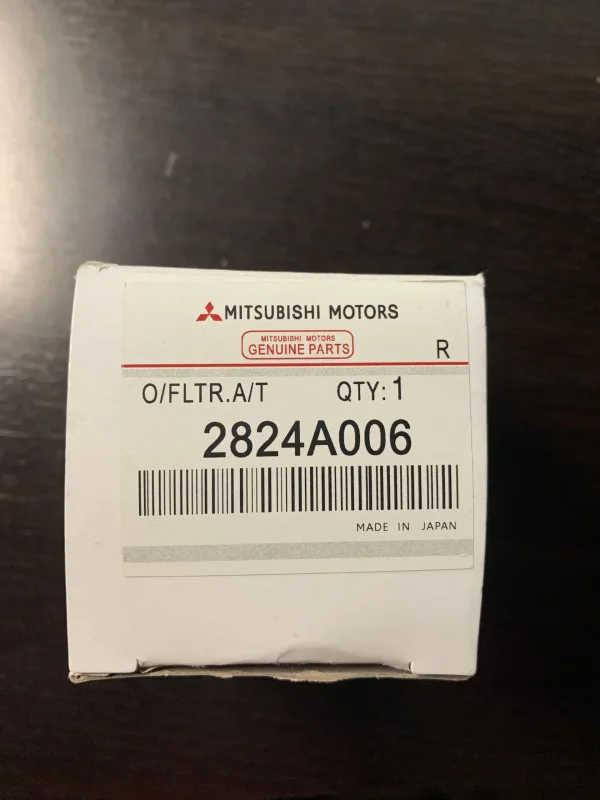 MITSUBISHI MOTORS
MITSUBISHI MOTORS
GENUINE PARTS
R
O/FLTR.A/T QTY: 1
2824A006
MADE IN JAPAN